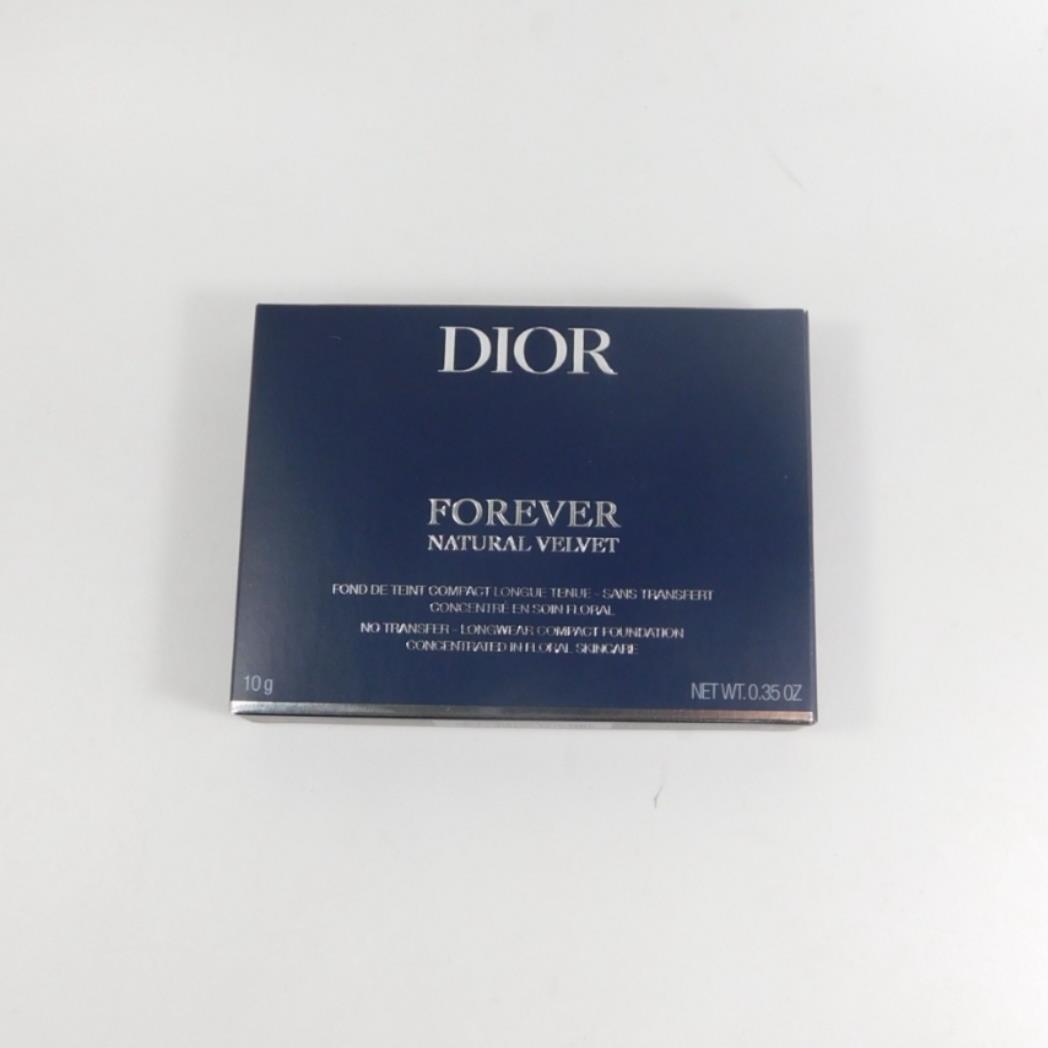 DIOR
FOREVER
NATURAL VELVET
FOND DE TEINT COMPACT LONGUE TENUE - SANS TRANSFERT
CONCENTRÉ EN SOIN FLORAL
NO TRANSFER - LONGWEAR COMPACT FOUNDATION
CONCENTRATED IN FLORAL SKINCARE
10 g
NET WT. 0.35 OZ